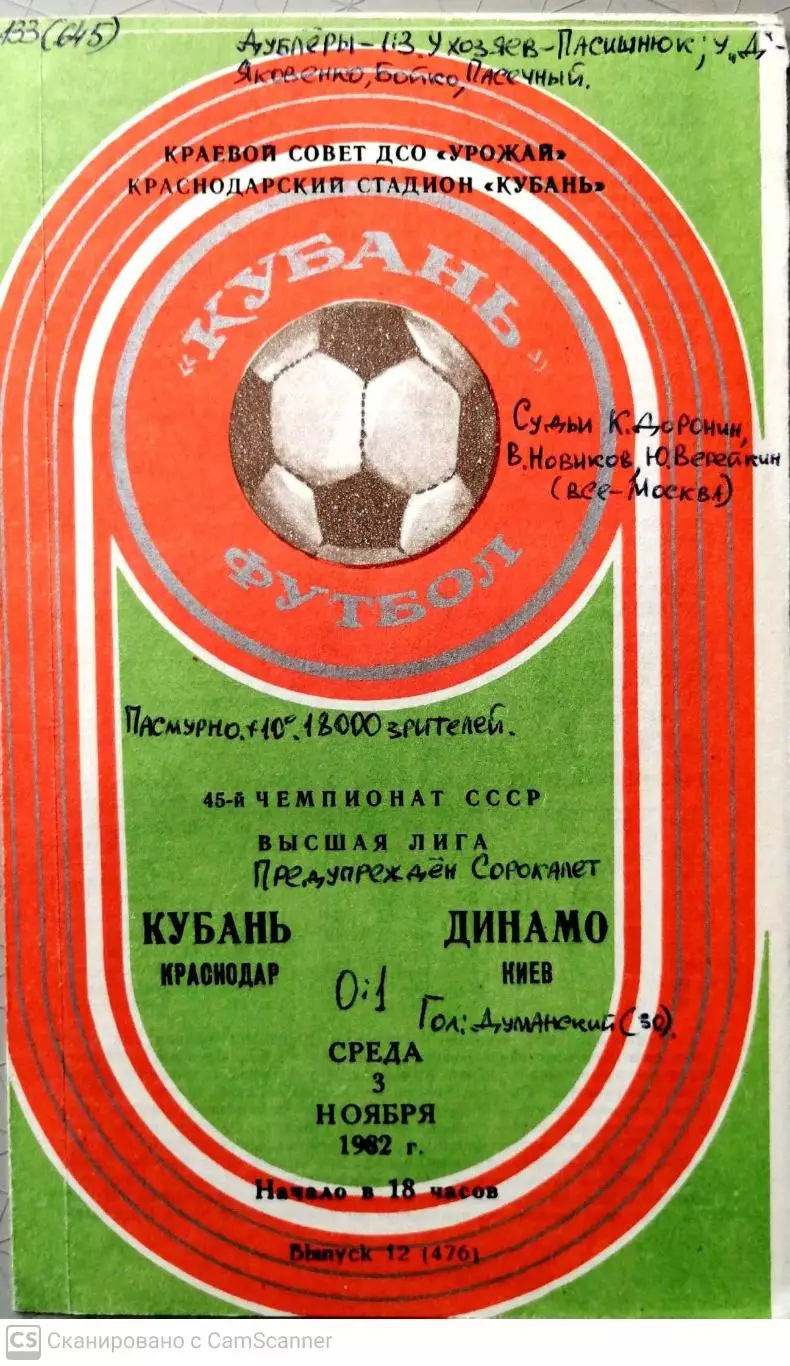 133 (645)
Дублёры - 1:3. У хозяев - Пасишнюк; у „Д" -
Яковенко, Бойко, Пасечный.
КРАЕВОЙ СОВЕТ ДСО «УРОЖАЙ»
КРАСНОДАРСКИЙ СТАДИОН «КУБАНЬ»
«КУБАНЬ»
ФУТБОЛ
Судьи К. Доронин,
В. Новиков, Ю. Верейкин
(все - Москва)
Пасмурно. +10°. 18000 зрителей.
45-й ЧЕМПИОНАТ СССР
ВЫСШАЯ ЛИГА
Предупреждён Сорокалет
КУБАНЬ ДИНАМО
КРАСНОДАР КИЕВ
0:1
Гол: Думанский (30).
СРЕДА
3
НОЯБРЯ
1982 г.
Начало в 18 часов
Выпуск 12 (476)
CS Сканировано с CamScanner